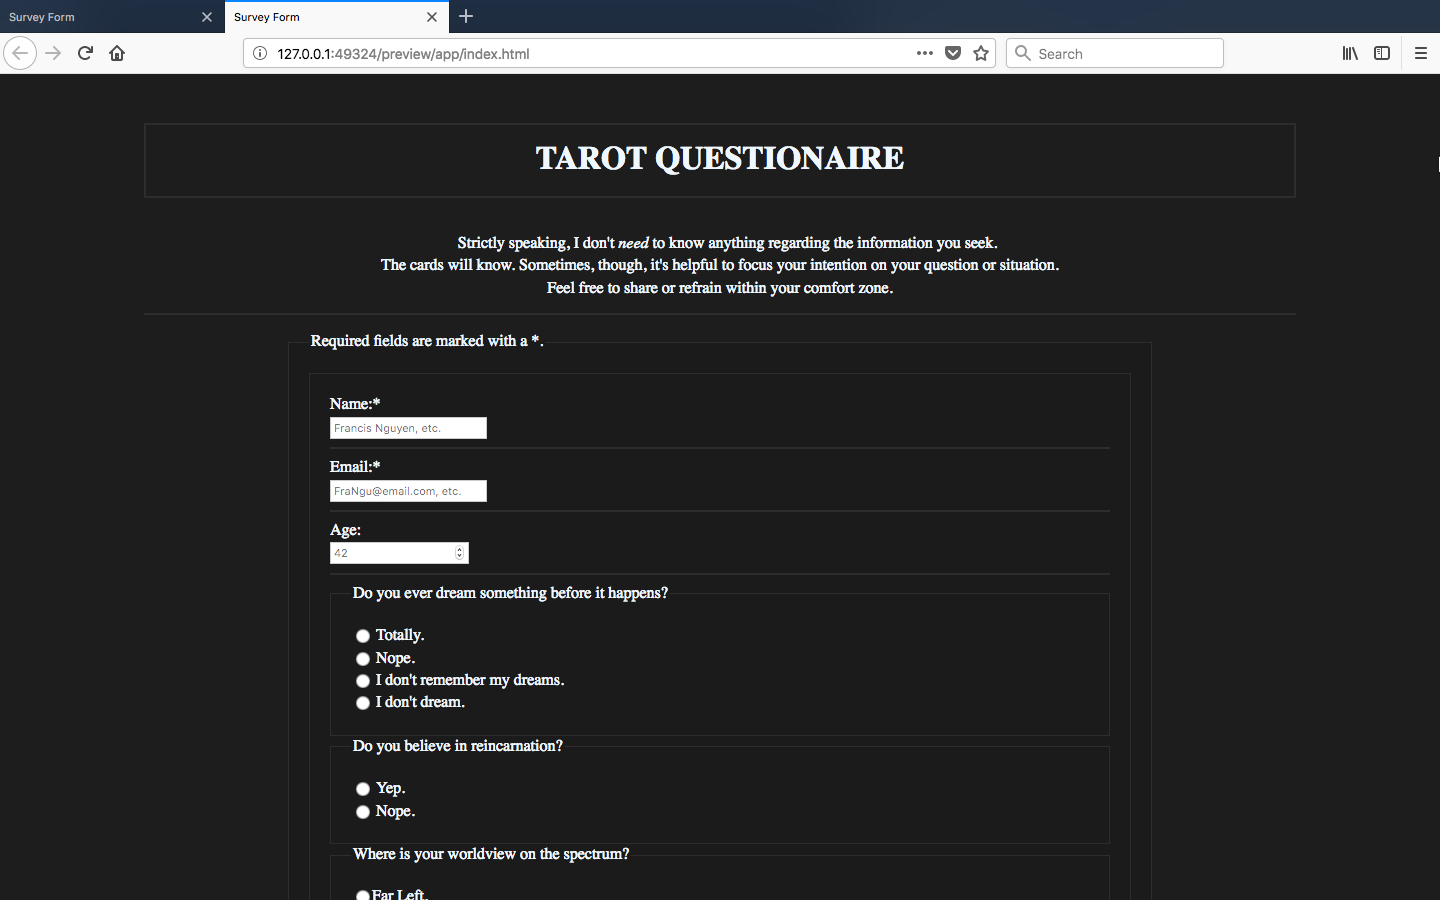 Survey Form
Survey Form
127.0.0.1:49324/preview/app/index.html
Search
TAROT QUESTIONAIRE
Strictly speaking, I don't need to know anything regarding the information you seek.
The cards will know. Sometimes, though, it's helpful to focus your intention on your question or situation.
Feel free to share or refrain within your comfort zone.
Required fields are marked with a *.
Name:*
Francis Nguyen, etc.
Email:*
FraNgu@email.com, etc.
Age:
42
Do you ever dream something before it happens?
Totally.
Nope.
I don't remember my dreams.
I don't dream.
Do you believe in reincarnation?
Yep.
Nope.
Where is your worldview on the spectrum?
Far Left.